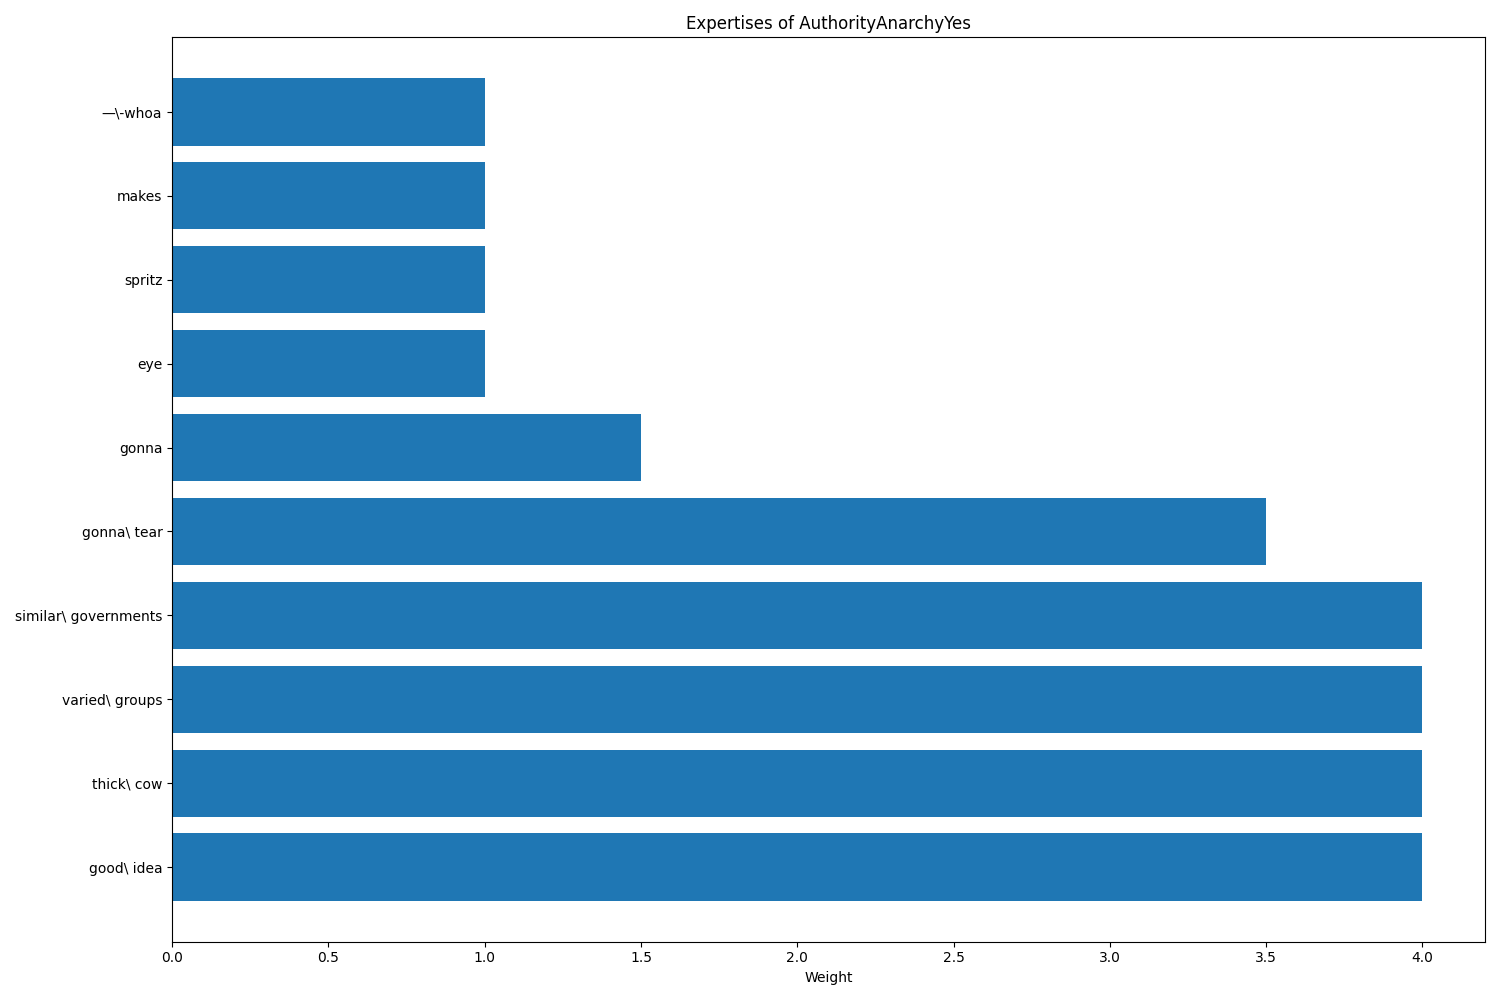 Expertises of AuthorityAnarchyYes
—\-whoa
makes
spritz
eye
gonna
gonna\ tear
similar\ governments
varied\ groups
thick\ cow
good\ idea
0.0 0.5 1.0 1.5 2.0 2.5 3.0 3.5 4.0
Weight